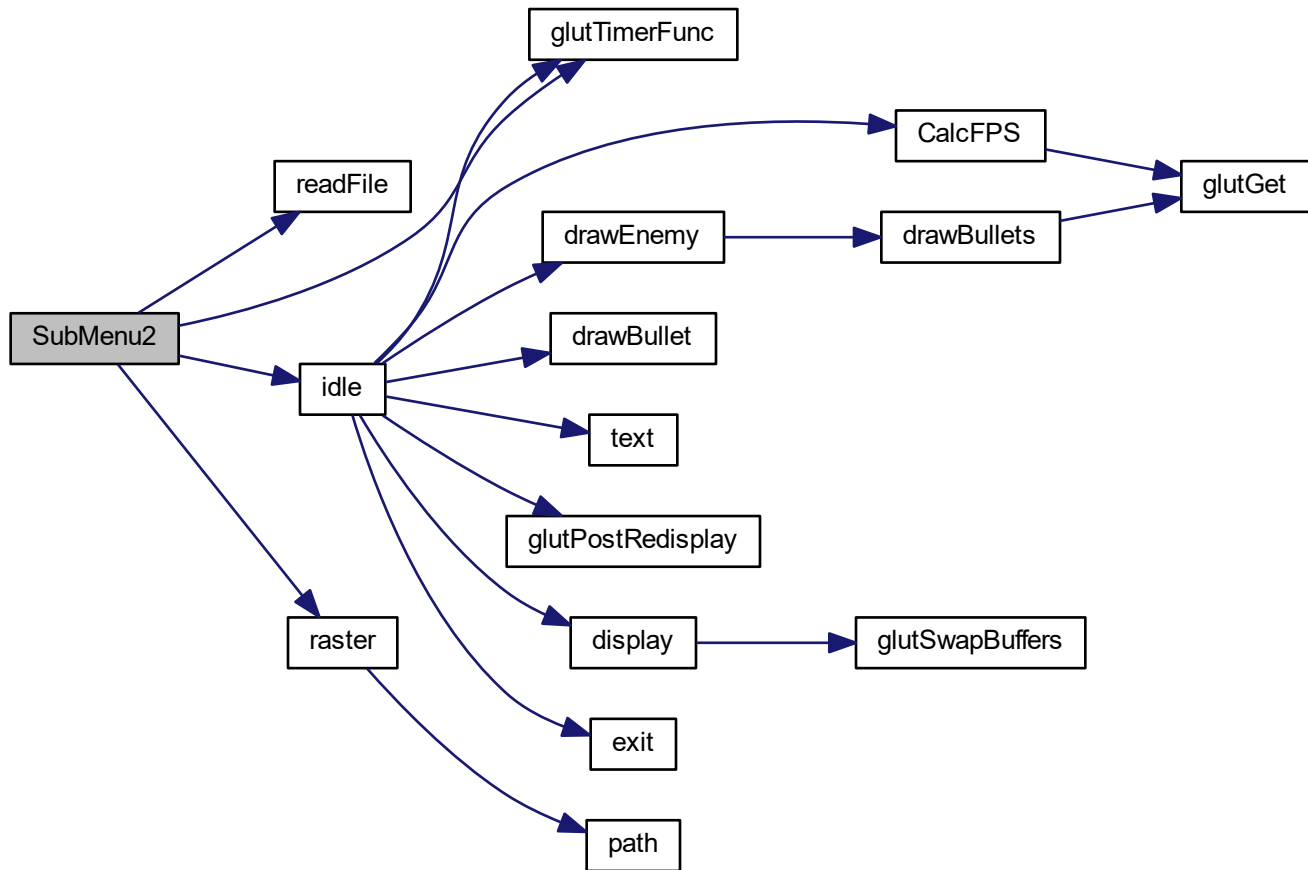 glutTimerFunc
CalcFPS
readFile
glutGet
drawEnemy
drawBullets
SubMenu2
drawBullet
idle
text
glutPostRedisplay
raster
display
glutSwapBuffers
exit
path